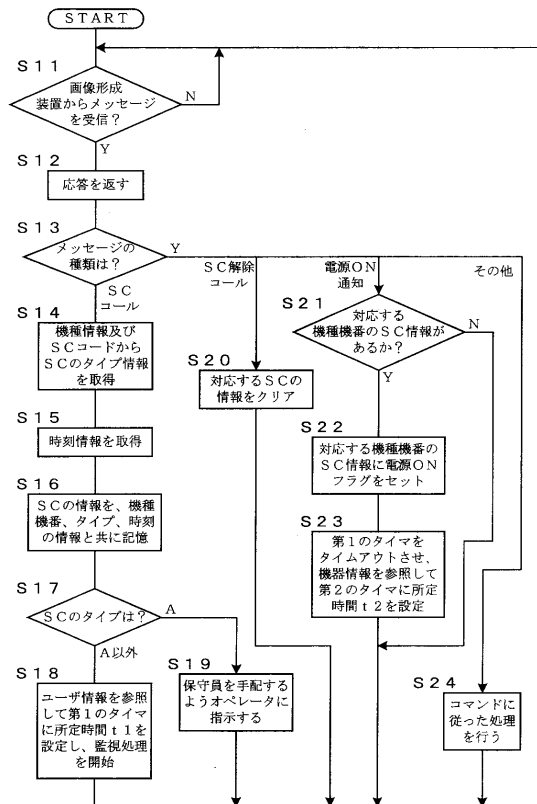 START
S11
画像形成
装置からメッセージ
を受信？
N
Y
S12
応答を返す
S13
メッセージの
種類は？
Y
SC
コール
SC解除
コール
電源ON
通知
その他
S14
機種情報及び
SCコードから
SCのタイプ情報
を取得
S15
時刻情報を取得
S16
SCの情報を、機種
機番、タイプ、時刻
の情報と共に記憶
S17
SCのタイプは？
A
A以外
S18
ユーザ情報を参照
して第1のタイマ
に所定時間t1を
設定し、監視処理
を開始
S19
保守員を手配する
ようオペレータに
指示する
S20
対応するSCの
情報をクリア
S21
対応する
機種機番のSC情報が
あるか？
N
Y
S22
対応する機種機番の
SC情報に電源ON
フラグをセット
S23
第1のタイマを
タイムアウトさせ、
機器情報を参照して
第2のタイマに所定
時間t2を設定
S24
コマンドに
従った処理
を行う